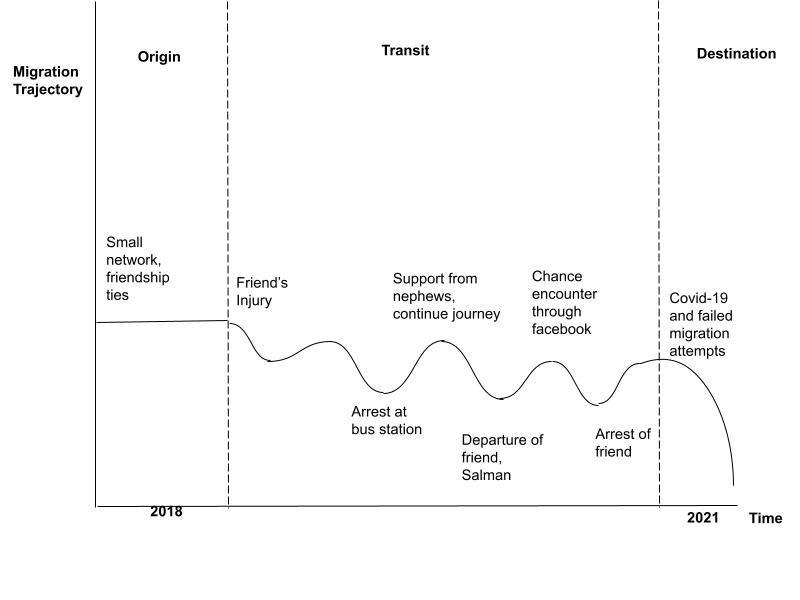 Origin
Transit
Destination
Migration
Trajectory
Small
network,
friendship
ties
Friend's
Injury
Support from
nephews,
continue journey
Chance
encounter
through
facebook
Covid-19
and failed
migration
attempts
Arrest at
bus station
Departure of
friend,
Salman
Arrest of
friend
2018
2021
Time